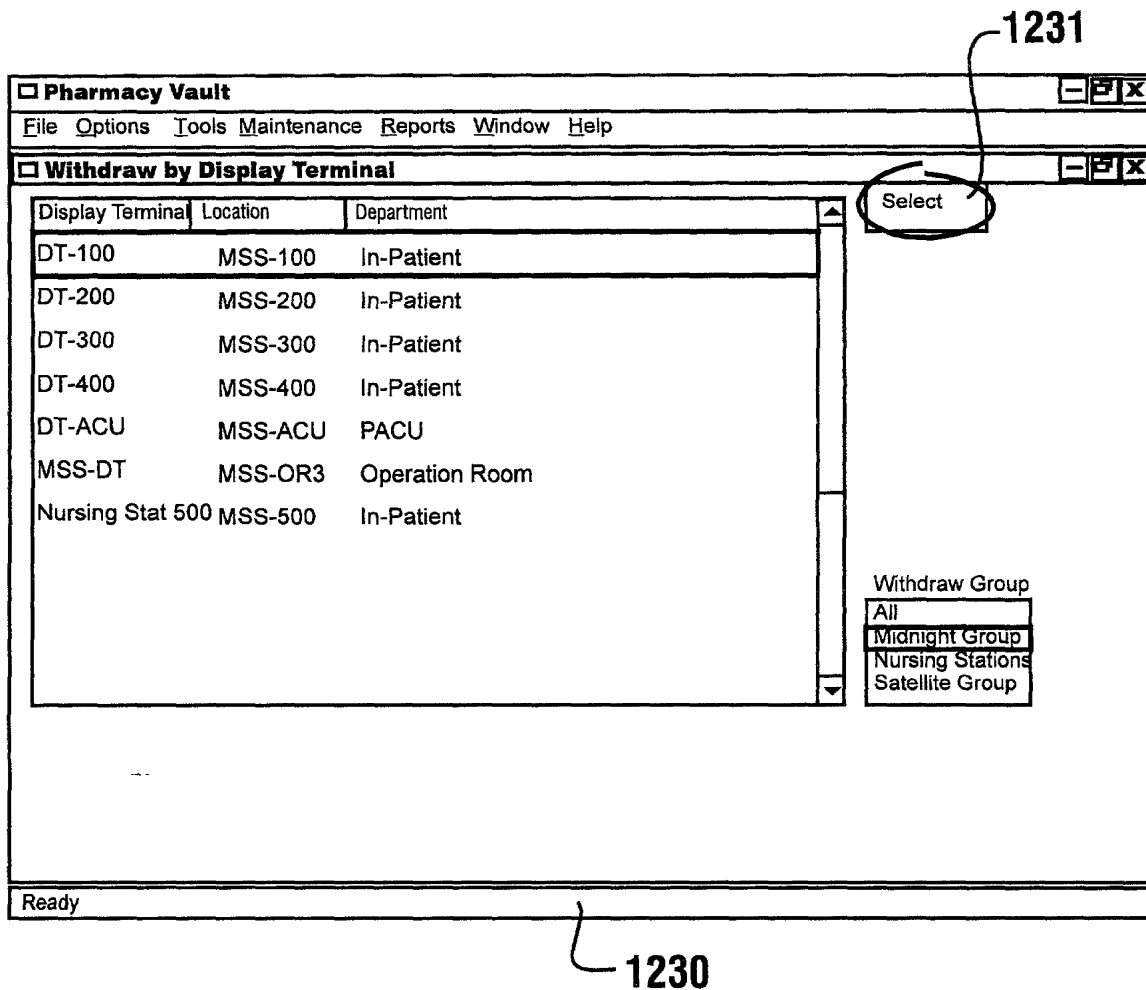 1231
Pharmacy Vault
File Options Tools Maintenance Reports Window Help
Withdraw by Display Terminal
Select
Display Terminal Location Department
DT-100 MSS-100 In-Patient
DT-200 MSS-200 In-Patient
DT-300 MSS-300 In-Patient
DT-400 MSS-400 In-Patient
DT-ACU MSS-ACU PACU
MSS-DT MSS-OR3 Operation Room
Nursing Stat 500 MSS-500 In-Patient
Withdraw Group
All
Midnight Group
Nursing Stations
Satellite Group
Ready
1230